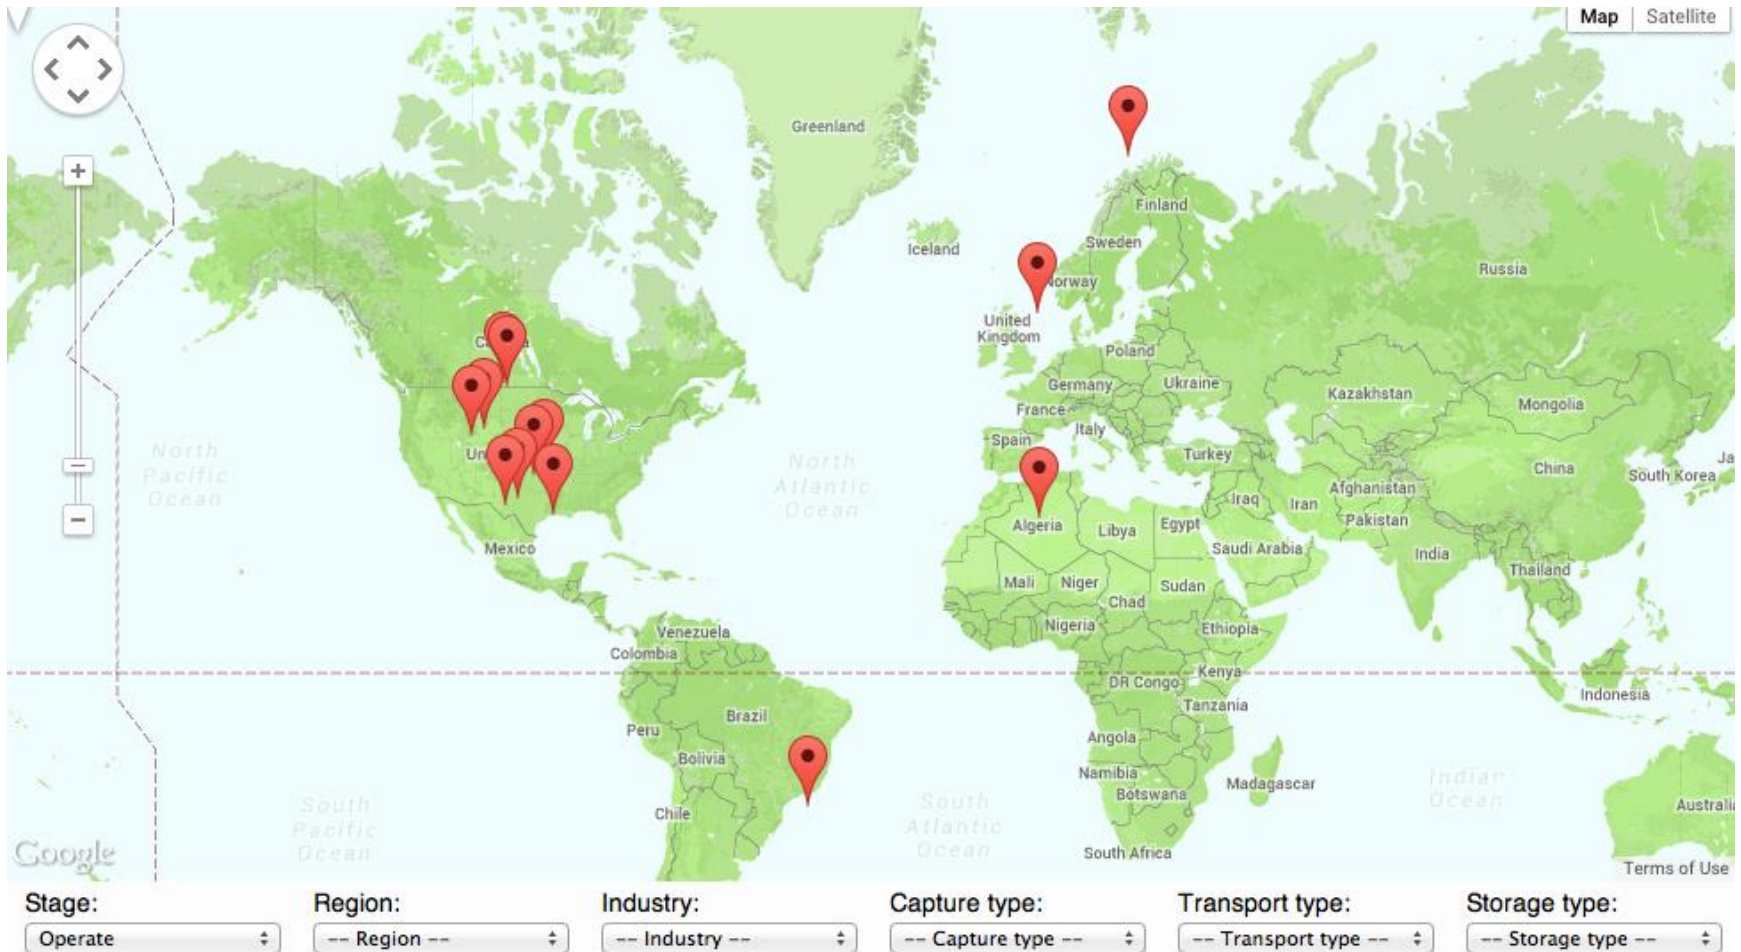 Map
Satellite
Greenland
Finland
Iceland
Sweden
Russia
Norway
United
Kingdom
Poland
Germany
Ukraine
Kazakhstan
Mongolia
France
Italy
Spain
Turkey
China
Ja
South Korea
North
Pacific
Ocean
North
Atlantic
Ocean
Un
Iraq
Iran
Afghanistan
Pakistan
Algeria
Libya
Egypt
Saudi Arabia
India
Thailand
Mexico
Mali
Niger
Sudan
Chad
Nigeria
Ethiopia
Venezuela
Colombia
DR Congo
Kenya
Indonesia
Tanzania
Brazil
Peru
Angola
Bolivia
Namibia
Botswana
Madagascar
Indian
Ocean
South
Pacific
Ocean
Chile
South
Atlantic
Ocean
Australia
South Africa
Google
Terms of Use
Stage:
Region:
Industry:
Capture type:
Transport type:
Storage type:
Operate
-- Region --
-- Industry --
-- Capture type --
-- Transport type --
-- Storage type --